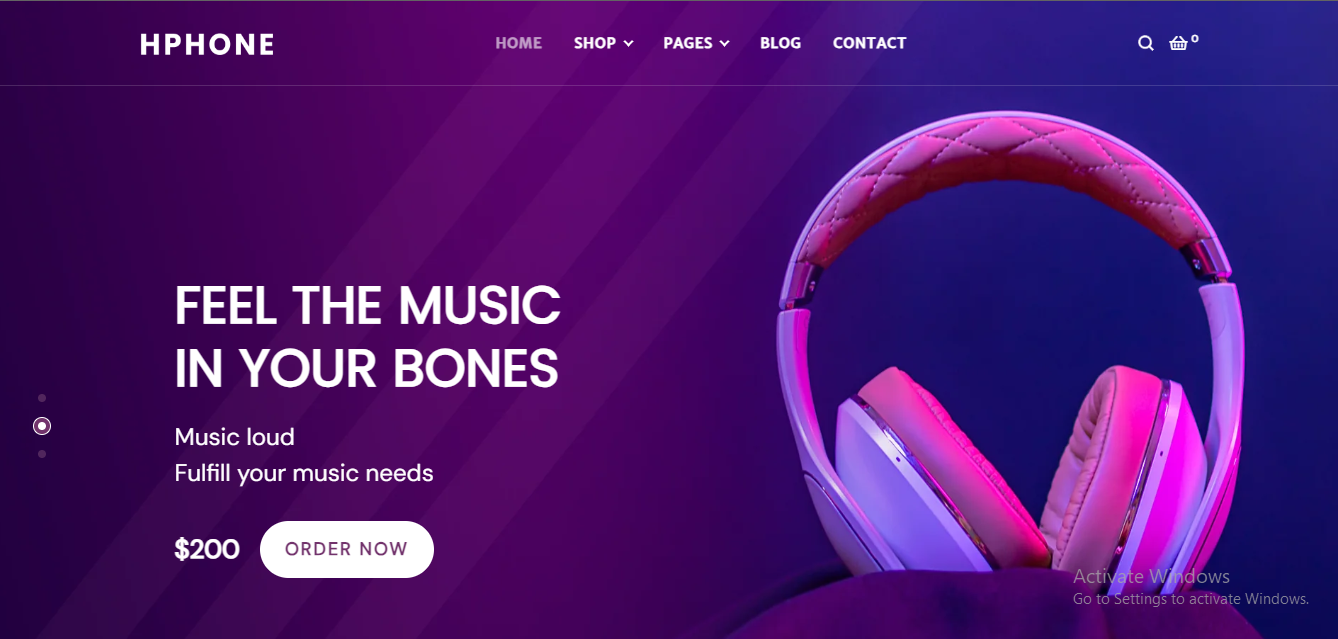 HPHONE
HOME SHOP PAGES BLOG CONTACT
0
FEEL THE MUSIC
IN YOUR BONES
Music loud
Fulfill your music needs
$200 ORDER NOW
Activate Windows
Go to Settings to activate Windows.